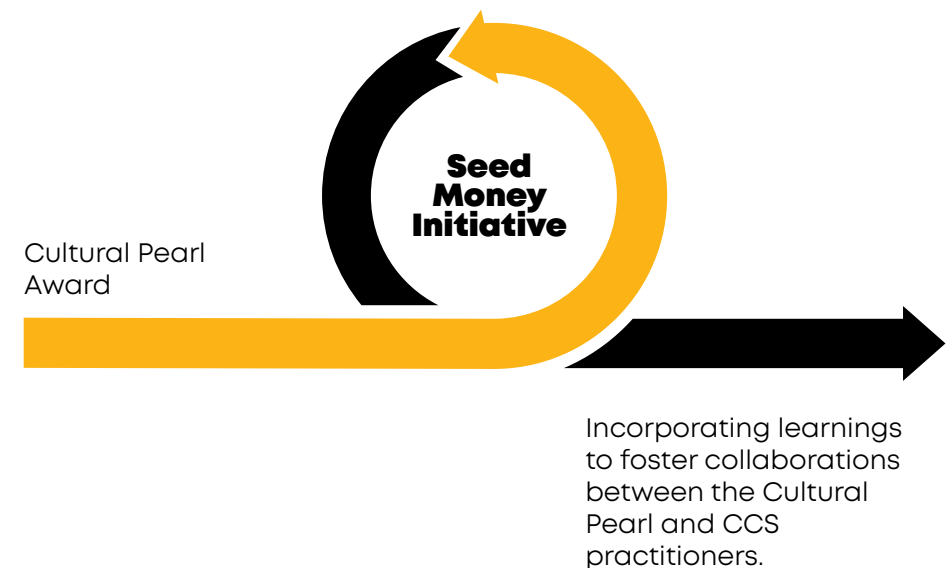 Seed
Money
Initiative
Cultural Pearl
Award
Incorporating learnings
to foster collaborations
between the Cultural
Pearl and CCS
practitioners.